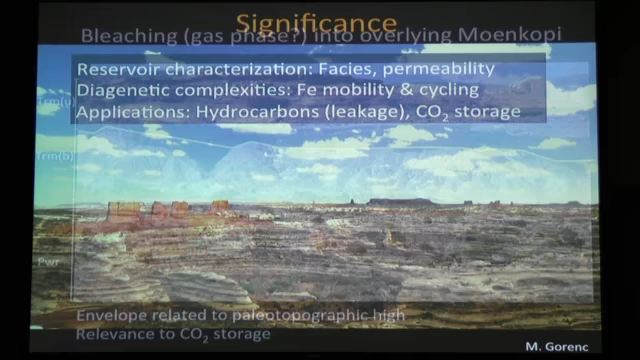 Significance
Bleaching (gas phase?) into overlying Moenkopi
Reservoir characterization: Facies, permeability
Diagenetic complexities: Fe mobility & cycling
Applications: Hydrocarbons (leakage), CO₂ storage
Trm(u)
Trm(b)
Pwr
Envelope related to paleotopographic high
Relevance to CO₂ storage
M. Gorenc